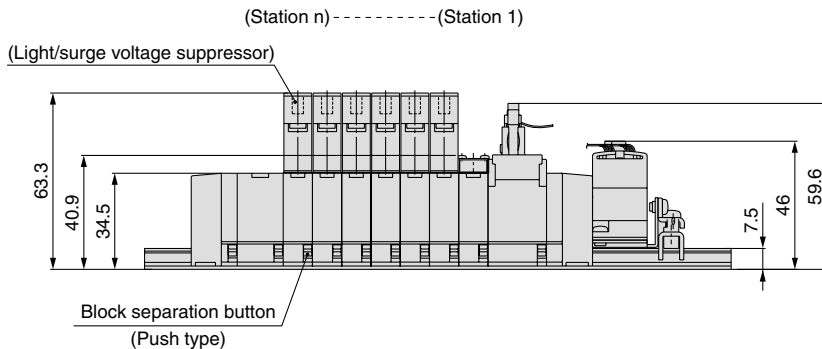 (Station n) - - - - - - - - - - - (Station 1)
(Light/surge voltage suppressor)
63.3
40.9
34.5
7.5
46
59.6
Block separation button
(Push type)